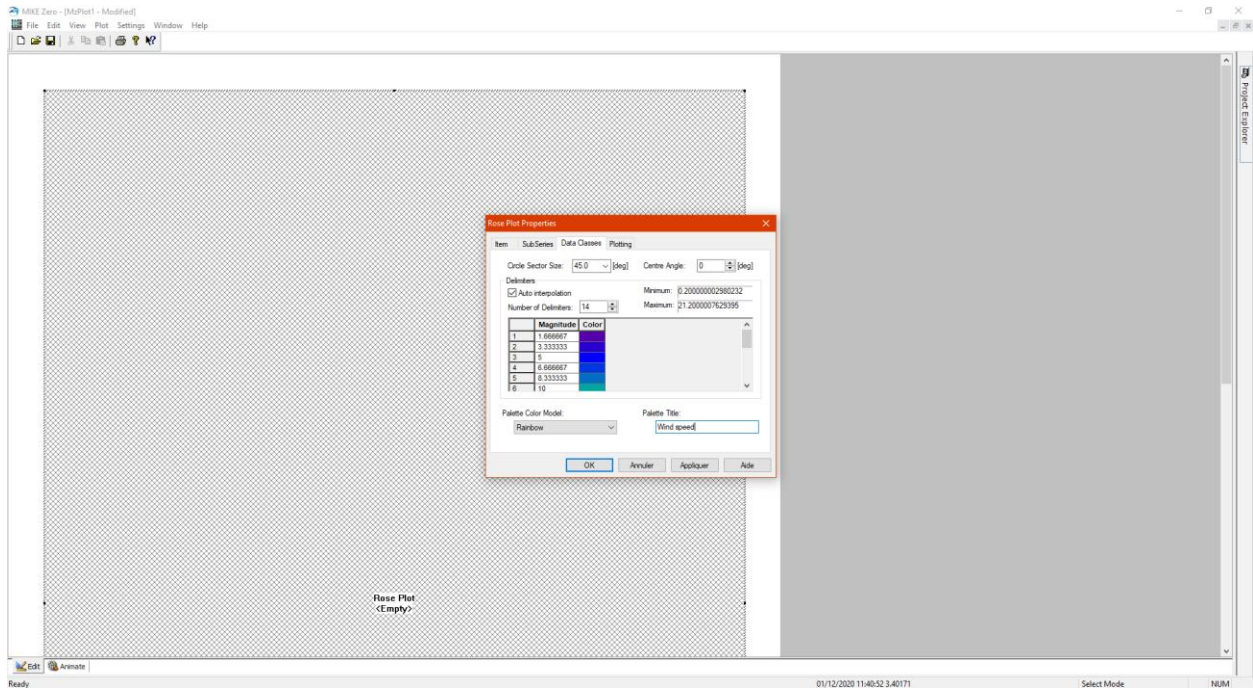 MIKE Zero - [MzPlot1 - Modified]
File Edit View Plot Settings Window Help
Project Explorer
Rose Plot Properties
Item SubSeries Data Classes Plotting
Circle Sector Size: 45.0 [deg] Centre Angle: 0 [deg]
Delimiters
Auto interpolation Minimum: 0.200000002980232
Number of Delimiters: 14 Maximum: 21.2000007629395
Magnitude Color
1 1.666667
2 3.333333
3 5
4 6.666667
5 8.333333
6 10
Palette Color Model: Palette Title:
Rainbow Wind speed
OK Annuler Appliquer Aide
Rose Plot
<Empty>
Edit Animate
Ready 01/12/2020 11:40:52 3.40171 Select Mode NUM